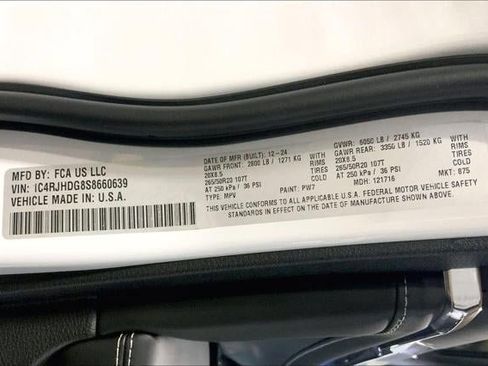 MFD BY: FCA US LLC
VIN: 1C4RJHDG8S8660639
VEHICLE MADE IN: U.S.A.
DATE OF MFR (BUILT): 12-24
GAWR FRONT: 2800 LB / 1271 KG
20X8.5 RIMS
265/50R20 107T TIRES
AT 250 kPa / 36 PSI COLD
TYPE: MPV PAINT: PW7
GVWR: 6050 LB / 2745 KG
GAWR REAR: 3350 LB / 1520 KG
20X8.5 RIMS
265/50R20 107T TIRES
AT 250 kPa / 36 PSI COLD
MDH: 121716 MKT: 875
THIS VEHICLE CONFORMS TO ALL APPLICABLE U.S.A. FEDERAL MOTOR VEHICLE SAFETY
STANDARDS IN EFFECT ON THE DATE OF MANUFACTURE SHOWN ABOVE.